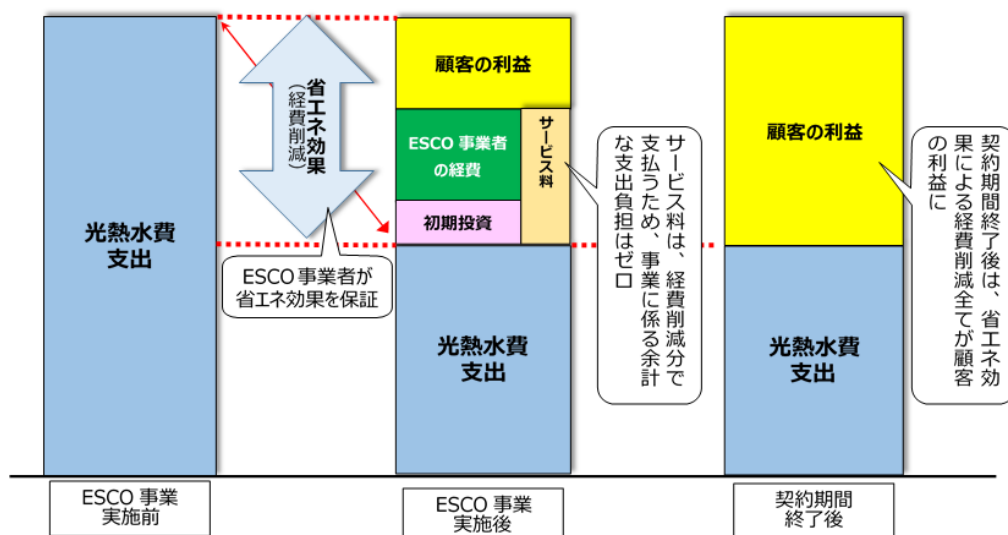 光熱水費
支出
省エネ効果
(経費削減)
ESCO 事業者が
省エネ効果を保証
顧客の利益
ESCO 事業者
の経費
サービス料
初期投資
光熱水費
支出
サービス料は、経費削減分で
支払うため、事業に係る余計
な支出負担はゼロ
顧客の利益
光熱水費
支出
契約期間終了後は、省エネ効
果による経費削減全てが顧客
の利益に
ESCO 事業
実施前
ESCO 事業
実施後
契約期間
終了後